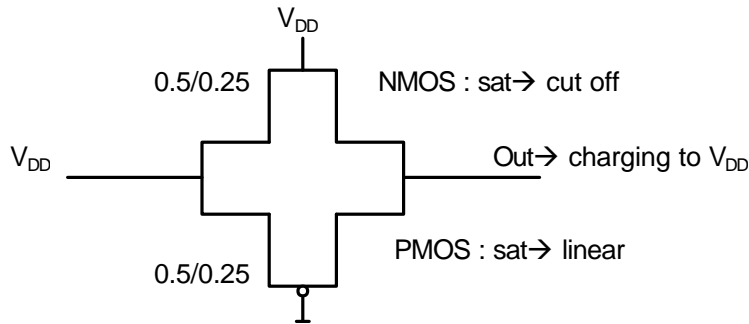 V_DD
0.5/0.25
NMOS : sat→ cut off
V_DD
Out→ charging to V_DD
PMOS : sat→ linear
0.5/0.25